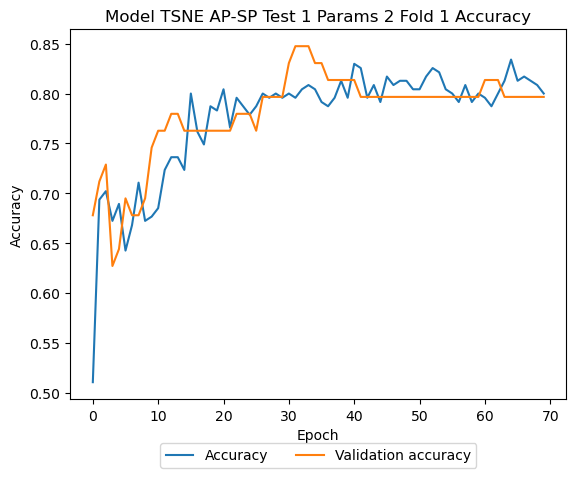 Model TSNE AP-SP Test 1 Params 2 Fold 1 Accuracy
0.85
0.80
0.75
0.70
0.65
0.60
0.55
0.50
Accuracy
0 10 20 30 40 50 60 70
Epoch
Accuracy Validation accuracy